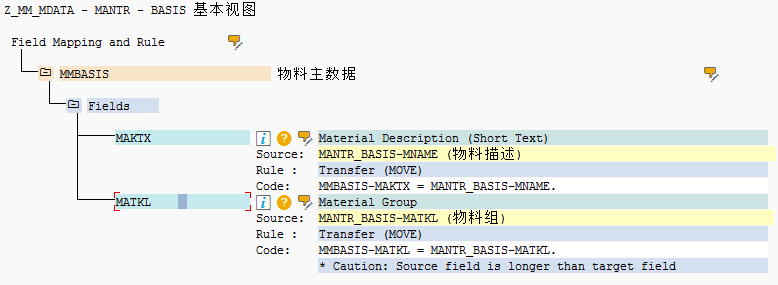 Z_MM_MDATA - MANTR - BASIS 基本视图
Field Mapping and Rule
MMBASIS 物料主数据
Fields
MAKTX Material Description (Short Text)
Source: MANTR_BASIS-MNAME (物料描述)
Rule : Transfer (MOVE)
Code: MMBASIS-MAKTX = MANTR_BASIS-MNAME.
MATKL Material Group
Source: MANTR_BASIS-MATKL (物料组)
Rule : Transfer (MOVE)
Code: MMBASIS-MATKL = MANTR_BASIS-MATKL.
* Caution: Source field is longer than target field